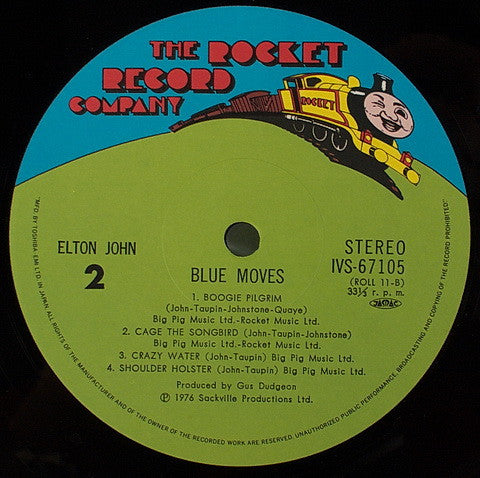 THE ROCKET
RECORD
COMPANY
ROCKET
ELTON JOHN
2
BLUE MOVES
STEREO
IVS-67105
(ROLL 11-B)
33⅓ r. p. m.
JASRAC
1. BOOGIE PILGRIM
(John-Taupin-Johnstone-Quaye)
Big Pig Music Ltd.-Rocket Music Ltd.
2. CAGE THE SONGBIRD (John-Taupin-Johnstone)
Big Pig Music Ltd.-Rocket Music Ltd.
3. CRAZY WATER (John-Taupin) Big Pig Music Ltd.
4. SHOULDER HOLSTER (John-Taupin) Big Pig Music Ltd.
Produced by Gus Dudgeon
Ⓟ 1976 Sackville Productions Ltd.
"MFD. BY TOSHIBA EMI LTD. IN JAPAN. ALL RIGHTS OF THE MANUFACTURER AND OF THE OWNER OF THE RECORDED WORK ARE RESERVED. UNAUTHORIZED PUBLIC PERFORMANCE, BROADCASTING AND COPYING OF THE RECORD PROHIBITED"